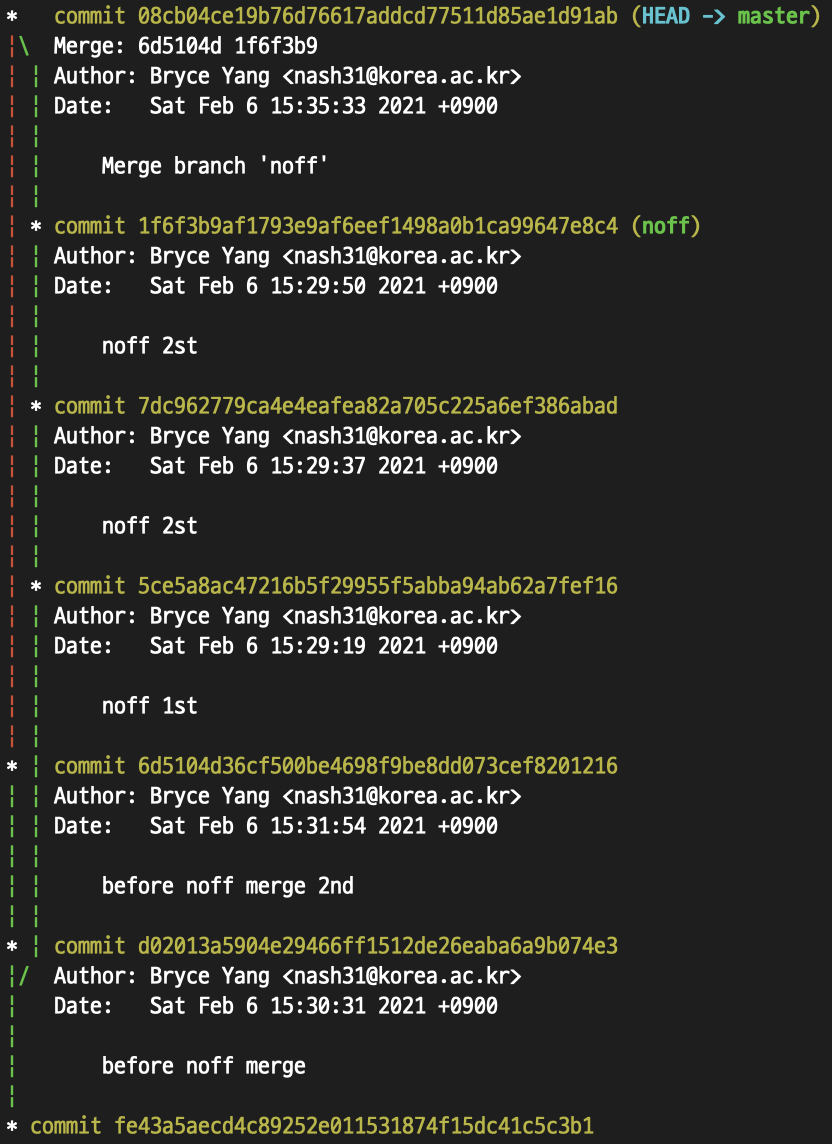 * commit 08cb04ce19b76d76617addcd77511d85ae1d91ab (HEAD -> master)
|\ Merge: 6d5104d 1f6f3b9
| | Author: Bryce Yang <nash31@korea.ac.kr>
| | Date: Sat Feb 6 15:35:33 2021 +0900
| |
| | Merge branch 'noff'
| |
| * commit 1f6f3b9af1793e9af6eef1498a0b1ca99647e8c4 (noff)
| | Author: Bryce Yang <nash31@korea.ac.kr>
| | Date: Sat Feb 6 15:29:50 2021 +0900
| |
| | noff 2st
| |
| * commit 7dc962779ca4e4eafea82a705c225a6ef386abad
| | Author: Bryce Yang <nash31@korea.ac.kr>
| | Date: Sat Feb 6 15:29:37 2021 +0900
| |
| | noff 2st
| |
| * commit 5ce5a8ac47216b5f29955f5abba94ab62a7fef16
| | Author: Bryce Yang <nash31@korea.ac.kr>
| | Date: Sat Feb 6 15:29:19 2021 +0900
| |
| | noff 1st
| |
* | commit 6d5104d36cf500be4698f9be8dd073cef8201216
| | Author: Bryce Yang <nash31@korea.ac.kr>
| | Date: Sat Feb 6 15:31:54 2021 +0900
| |
| | before noff merge 2nd
| |
* | commit d02013a5904e29466ff1512de26eaba6a9b074e3
|/ Author: Bryce Yang <nash31@korea.ac.kr>
| Date: Sat Feb 6 15:30:31 2021 +0900
|
| before noff merge
|
* commit fe43a5aecd4c89252e011531874f15dc41c5c3b1